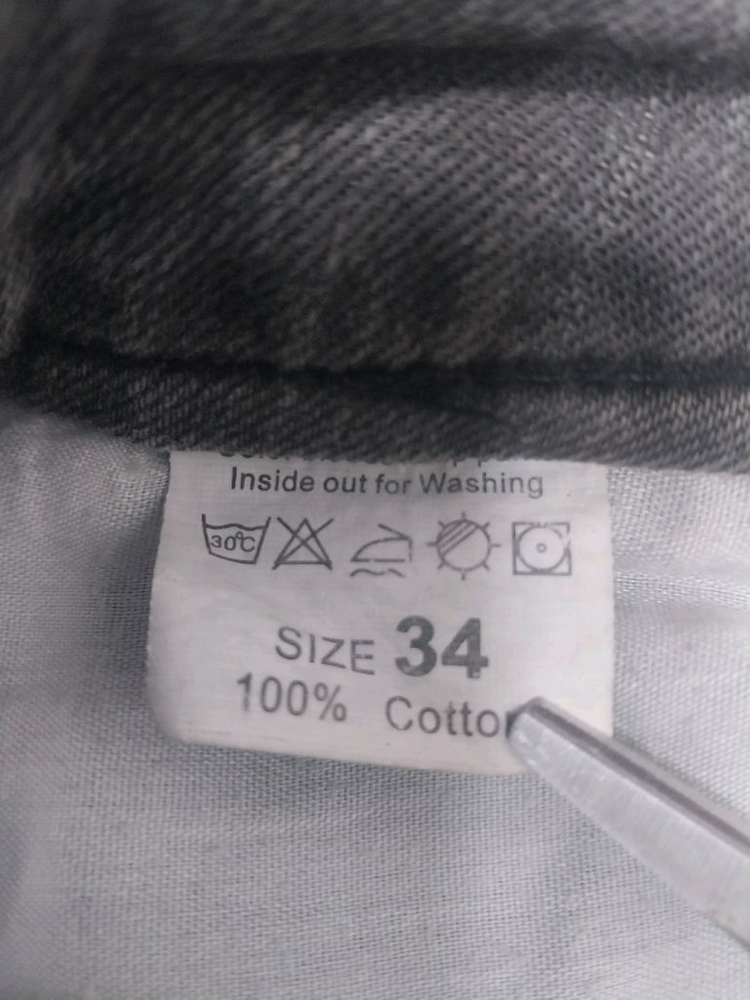 Inside out for Washing
30°C
SIZE 34
100% Cotto